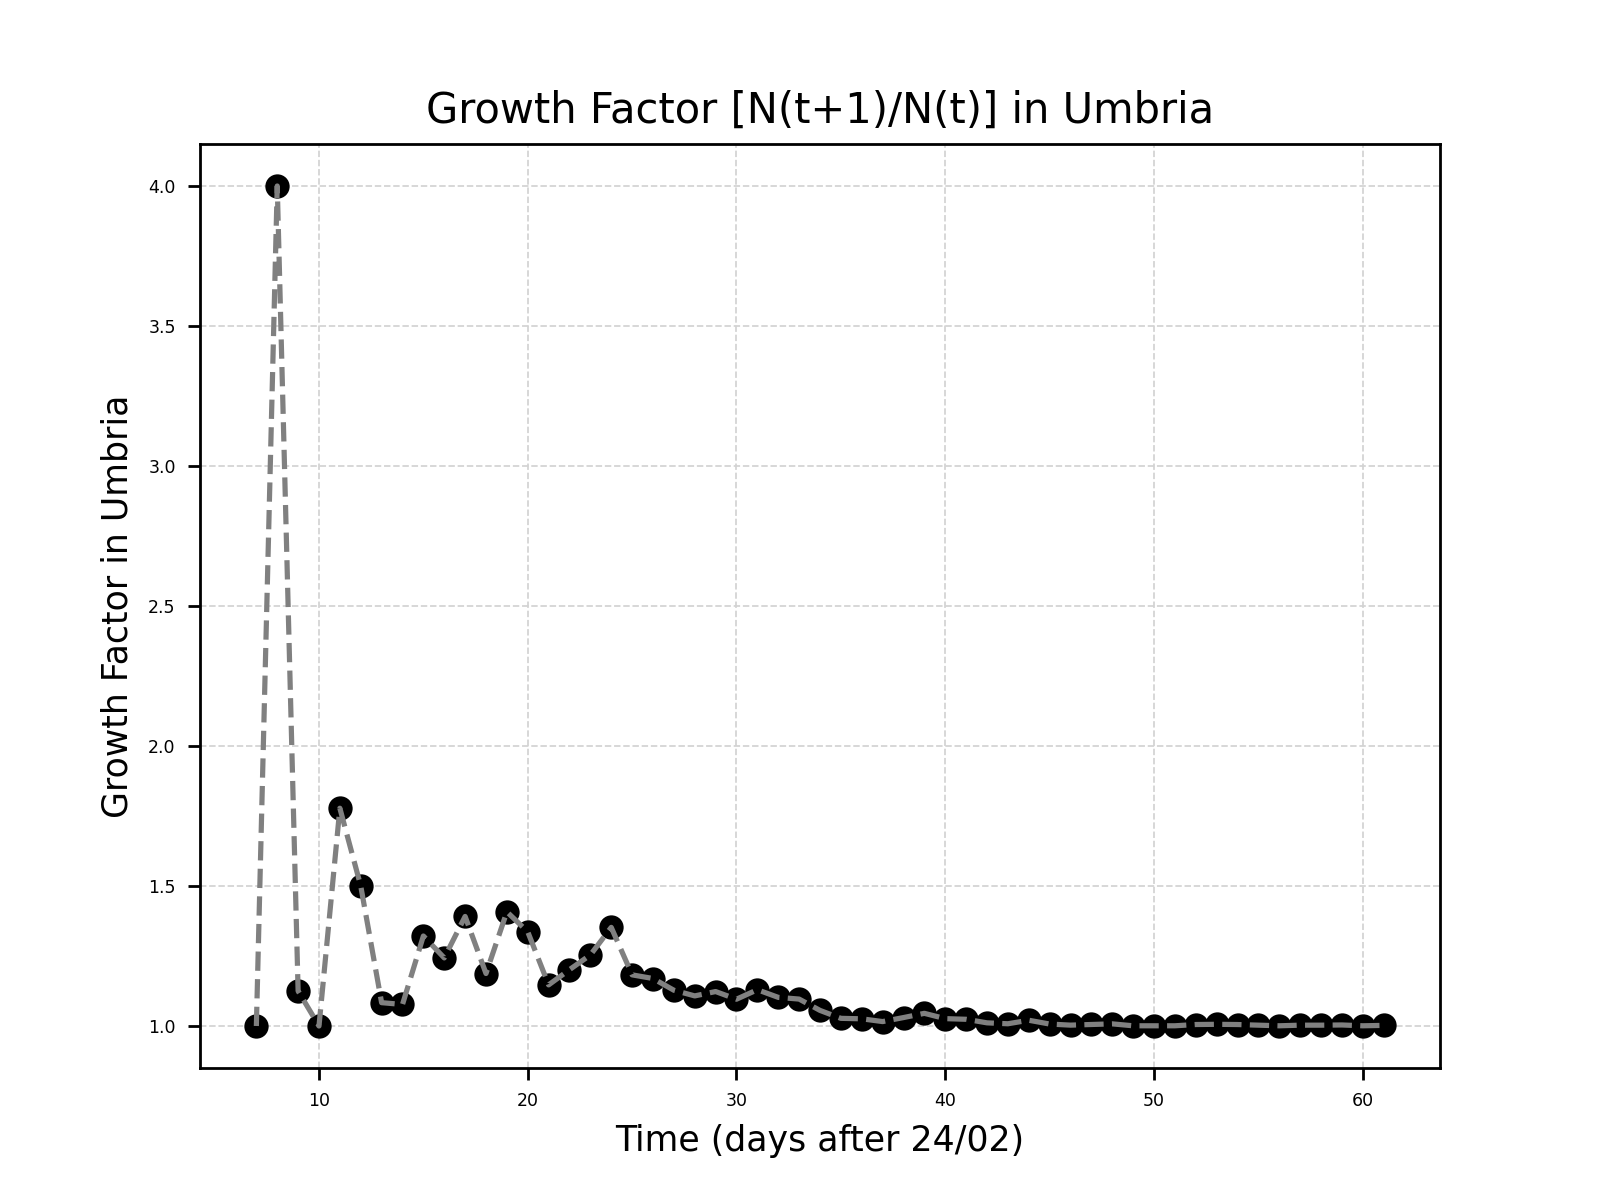 Growth Factor [N(t+1)/N(t)] in Umbria
Growth Factor in Umbria
4.0
3.5
3.0
2.5
2.0
1.5
1.0
10 20 30 40 50 60
Time (days after 24/02)